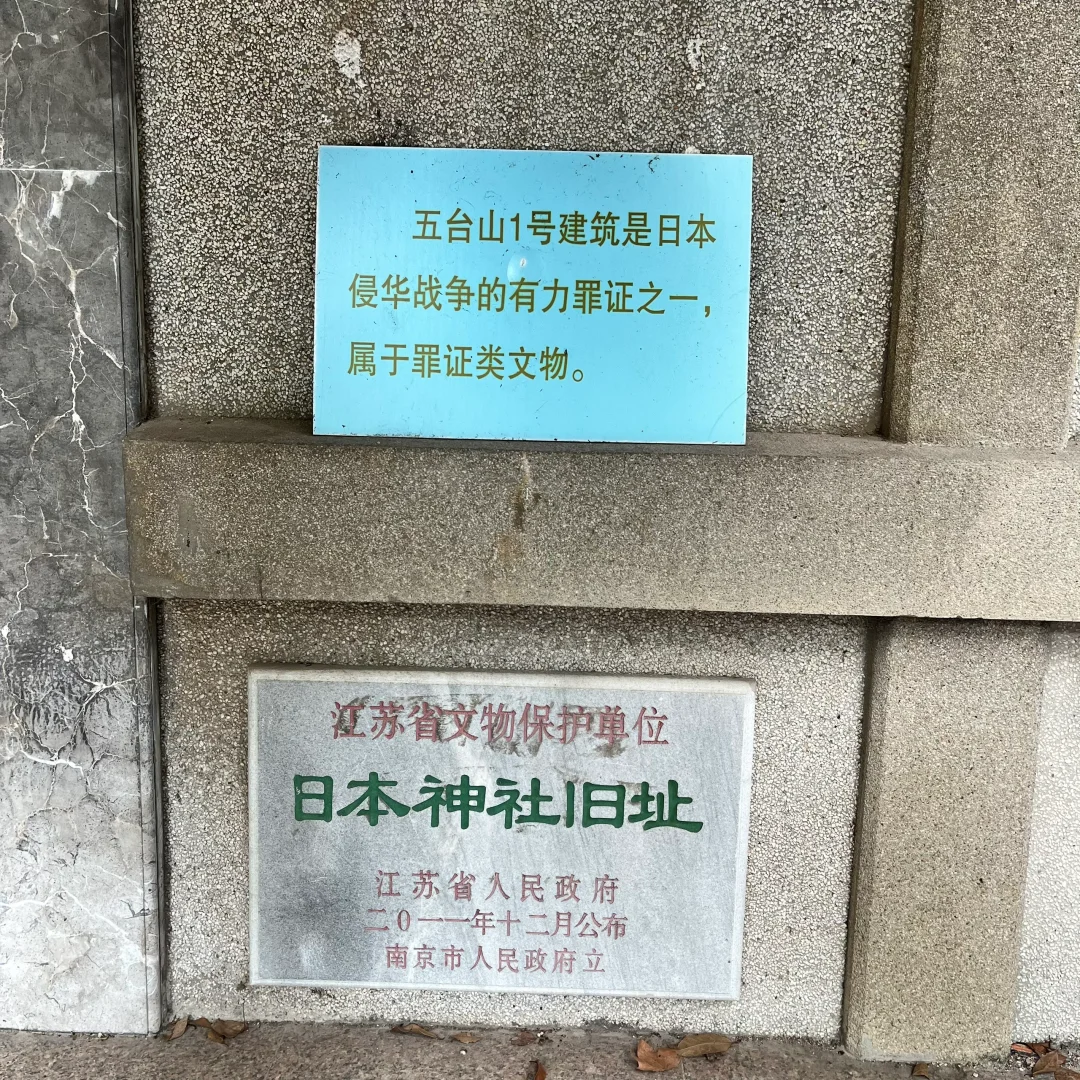 五台山1号建筑是日本
侵华战争的有力罪证之一，
属于罪证类文物。
江苏省文物保护单位
日本神社旧址
江苏省人民政府
二〇一一年十二月公布
南京市人民政府立